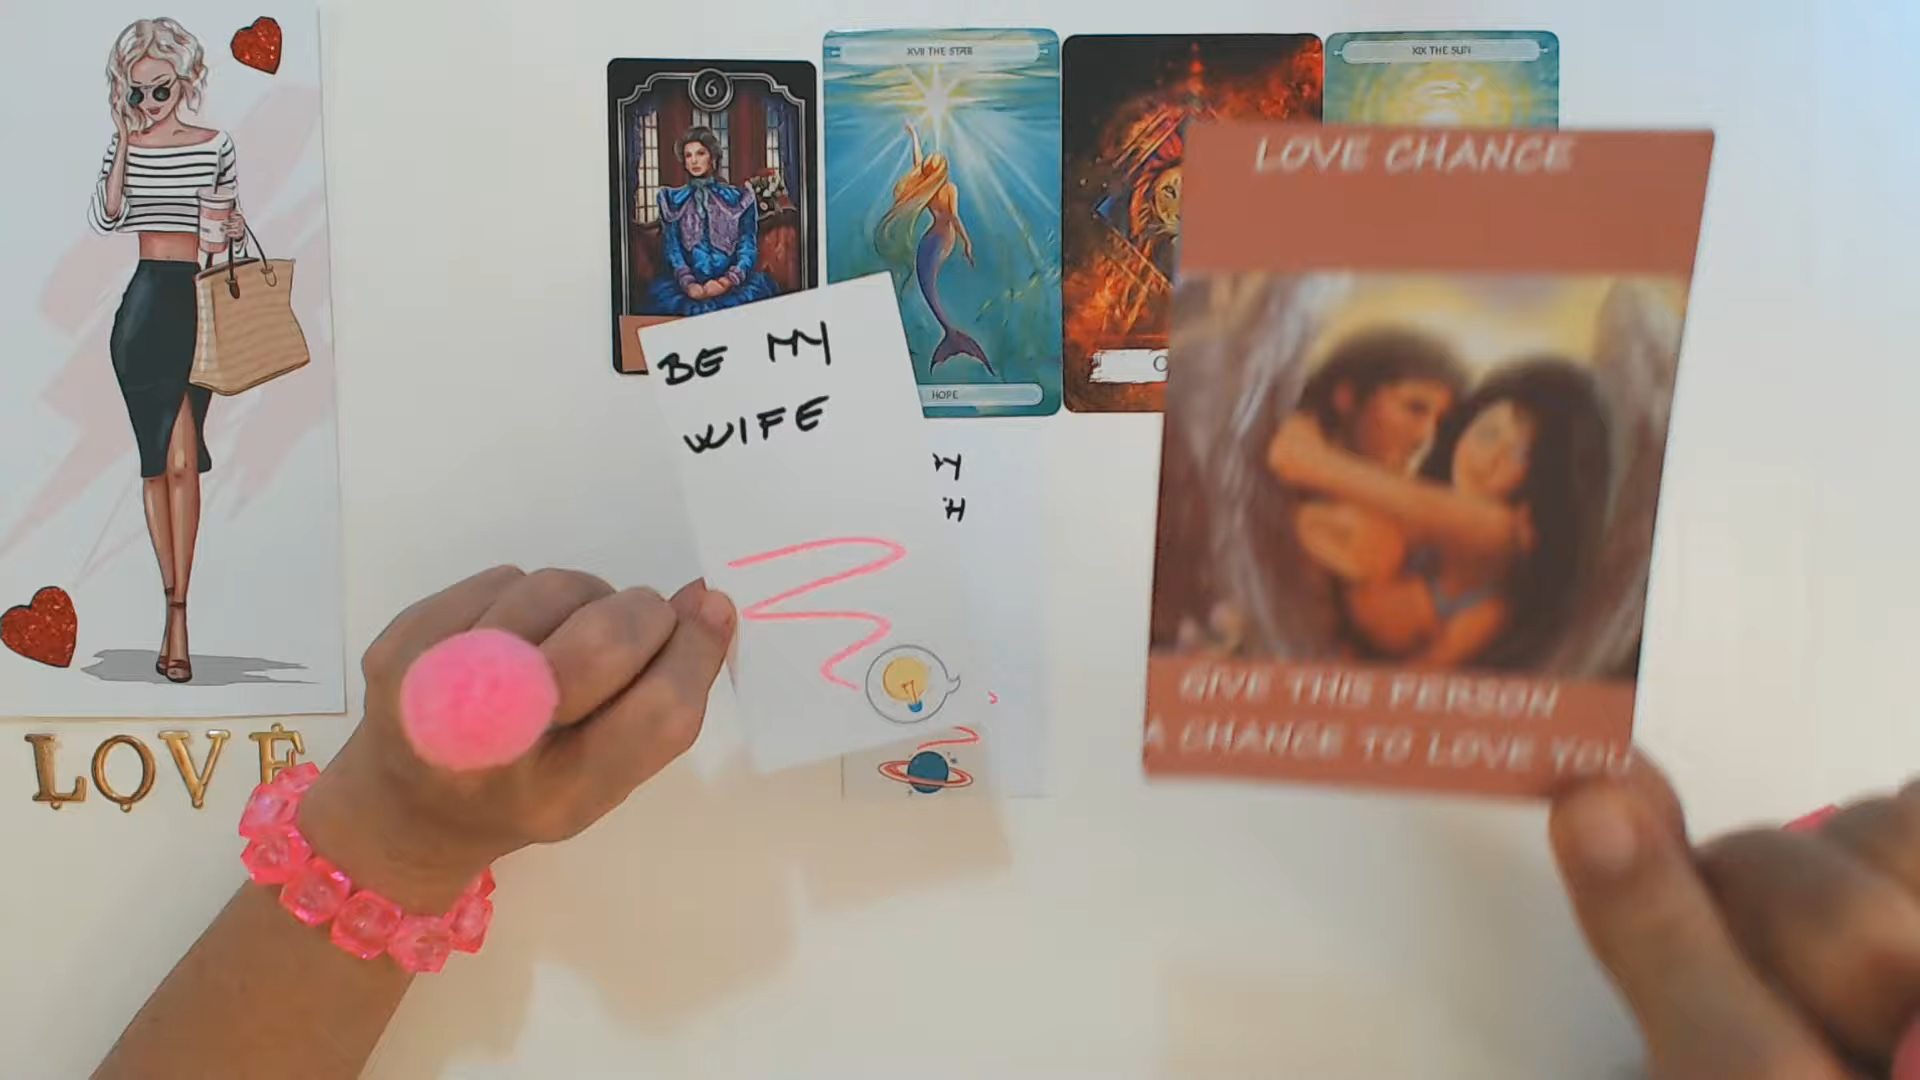 6
XVII THE STAR
XIX THE SUN
HOPE
LOVE CHANCE
GIVE THIS PERSON
A CHANCE TO LOVE YOU
BE MY
WIFE
LOVE